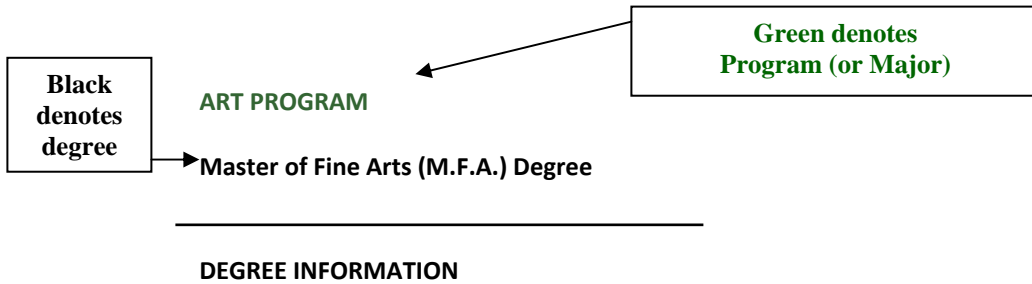 Green denotes
Program (or Major)
Black
denotes
degree
ART PROGRAM
Master of Fine Arts (M.F.A.) Degree
DEGREE INFORMATION